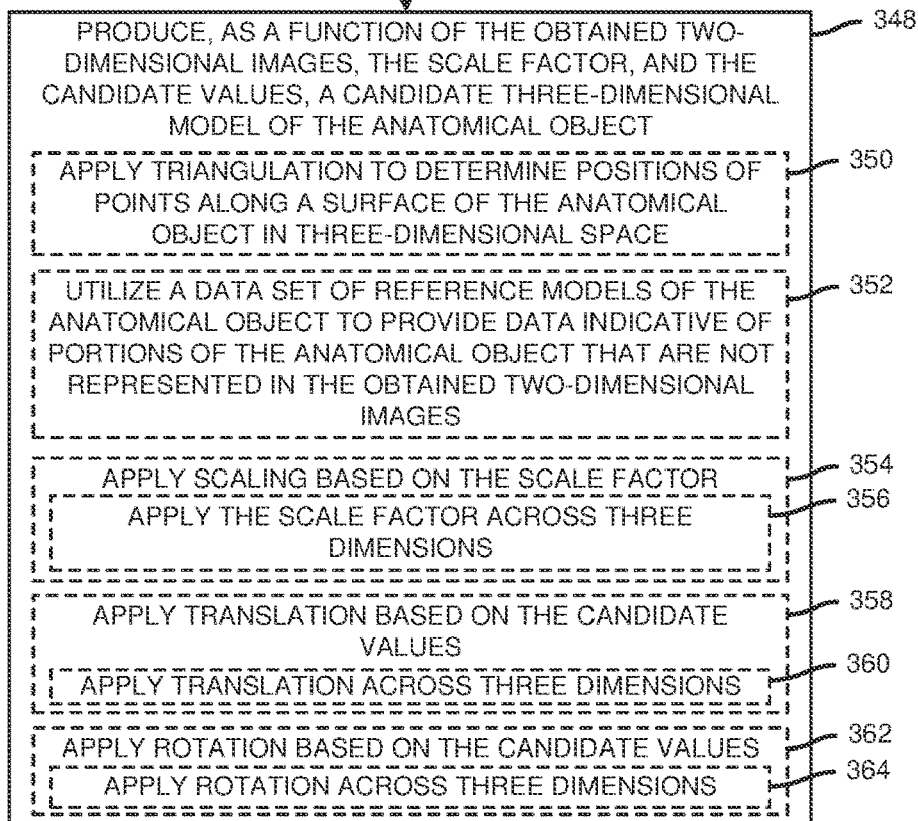 PRODUCE, AS A FUNCTION OF THE OBTAINED TWO-
DIMENSIONAL IMAGES, THE SCALE FACTOR, AND THE
CANDIDATE VALUES, A CANDIDATE THREE-DIMENSIONAL
MODEL OF THE ANATOMICAL OBJECT
348
APPLY TRIANGULATION TO DETERMINE POSITIONS OF
POINTS ALONG A SURFACE OF THE ANATOMICAL
OBJECT IN THREE-DIMENSIONAL SPACE
350
UTILIZE A DATA SET OF REFERENCE MODELS OF THE
ANATOMICAL OBJECT TO PROVIDE DATA INDICATIVE OF
PORTIONS OF THE ANATOMICAL OBJECT THAT ARE NOT
REPRESENTED IN THE OBTAINED TWO-DIMENSIONAL
IMAGES
352
APPLY SCALING BASED ON THE SCALE FACTOR
354
APPLY THE SCALE FACTOR ACROSS THREE
DIMENSIONS
356
APPLY TRANSLATION BASED ON THE CANDIDATE
VALUES
358
APPLY TRANSLATION ACROSS THREE DIMENSIONS
360
APPLY ROTATION BASED ON THE CANDIDATE VALUES
362
APPLY ROTATION ACROSS THREE DIMENSIONS
364